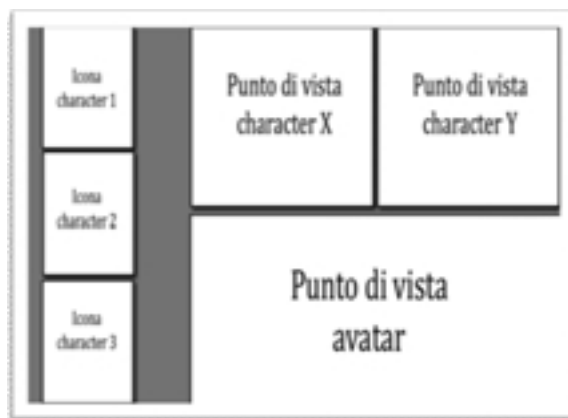 Icona
character 1
Icona
character 2
Icona
character 3
Punto di vista
character X
Punto di vista
character Y
Punto di vista
avatar